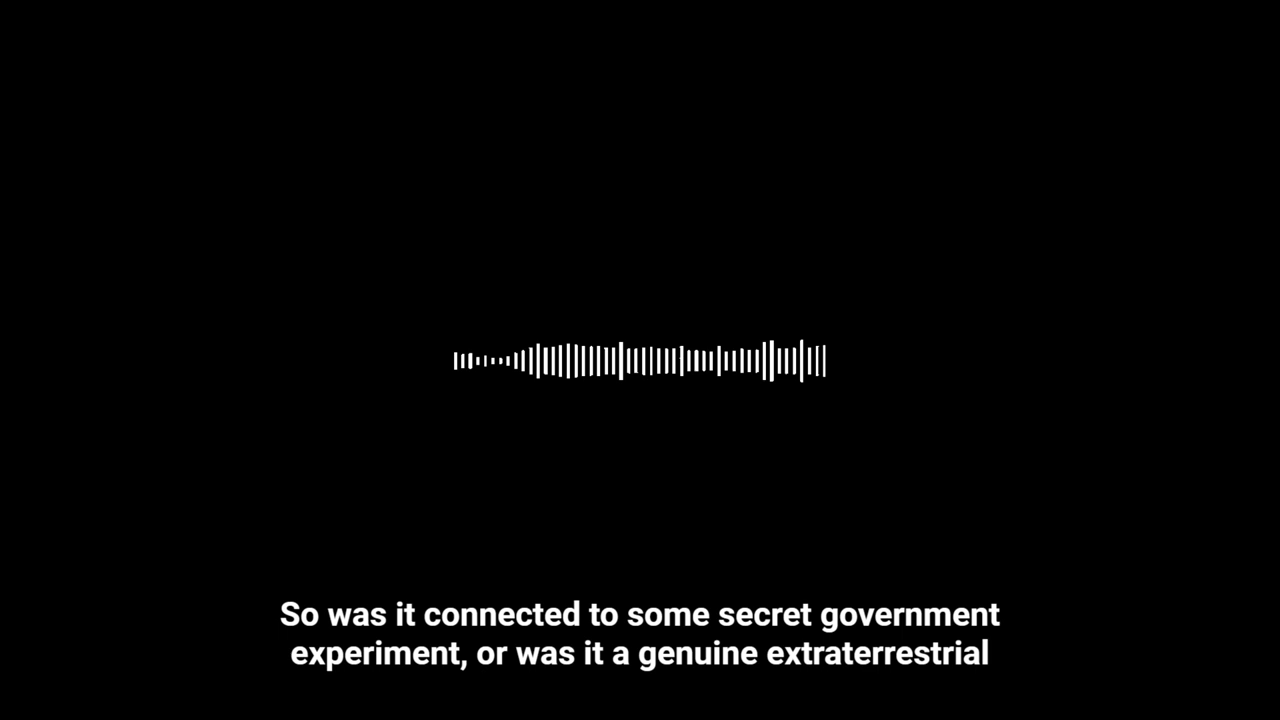 So was it connected to some secret government
experiment, or was it a genuine extraterrestrial